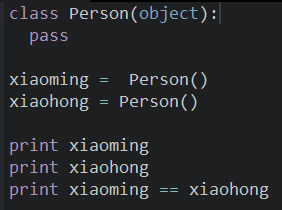 class Person(object):
  pass

xiaoming =  Person()
xiaohong = Person()

print xiaoming
print xiaohong
print xiaoming == xiaohong